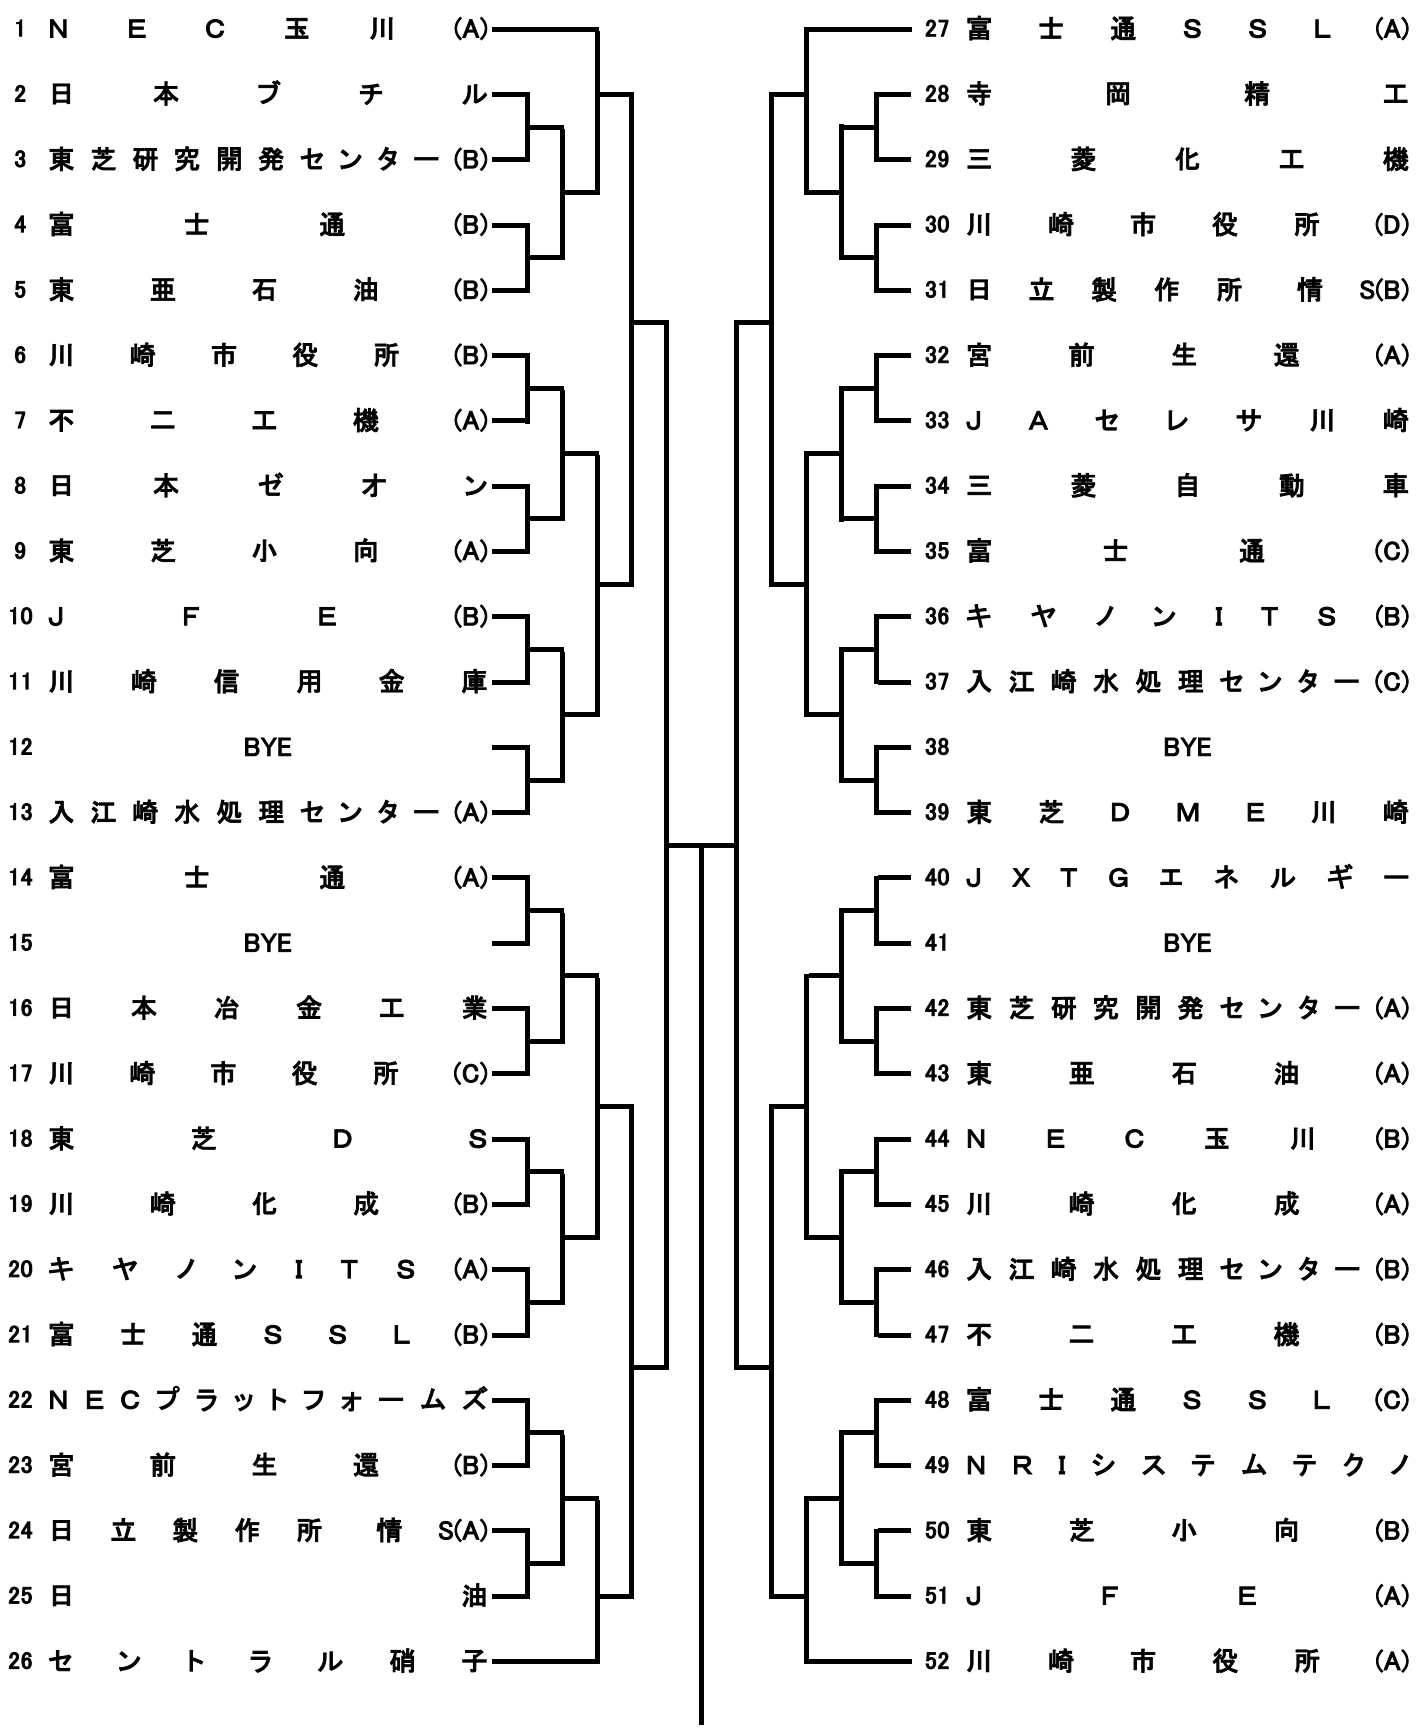 1 NEC玉川 (A)
2 日本ブチル
3 東芝研究開発センター (B)
4 富士通 (B)
5 東亜石油 (B)
6 川崎市役所 (B)
7 不二工機 (A)
8 日本ゼオン
9 東芝小向 (A)
10 JFE (B)
11 川崎信用金庫
12 BYE
13 入江崎水処理センター (A)
14 富士通 (A)
15 BYE
16 日本冶金工業
17 川崎市役所 (C)
18 東芝DS
19 川崎化成 (B)
20 キヤノンITS (A)
21 富士通SSL (B)
22 NECプラットフォームズ
23 宮前生還 (B)
24 日立製作所情S(A)
25 日油
26 セントラル硝子
27 富士通SSL (A)
28 寺岡精工
29 三菱化工機
30 川崎市役所 (D)
31 日立製作所情S(B)
32 宮前生還 (A)
33 JAセレサ川崎
34 三菱自動車
35 富士通 (C)
36 キヤノンITS (B)
37 入江崎水処理センター (C)
38 BYE
39 東芝DME川崎
40 JXTGエネルギー
41 BYE
42 東芝研究開発センター (A)
43 東亜石油 (A)
44 NEC玉川 (B)
45 川崎化成 (A)
46 入江崎水処理センター (B)
47 不二工機 (B)
48 富士通SSL (C)
49 NRIシステムテクノ
50 東芝小向 (B)
51 JFE (A)
52 川崎市役所 (A)